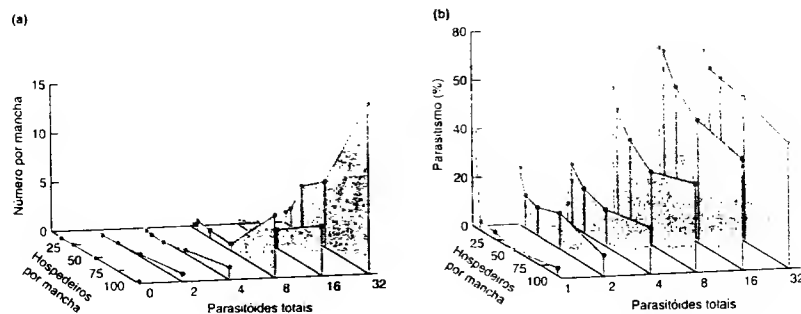 (a)
15
10
5
0
Número por mancha
25
50
75
100
Hospedeiros
por mancha
0
2
4
8
16
32
Parasitóides totais
(b)
80
60
40
20
0
Parasitismo (%)
25
50
75
100
Hospedeiros
por mancha
1
2
4
8
16
32
Parasitóides totais